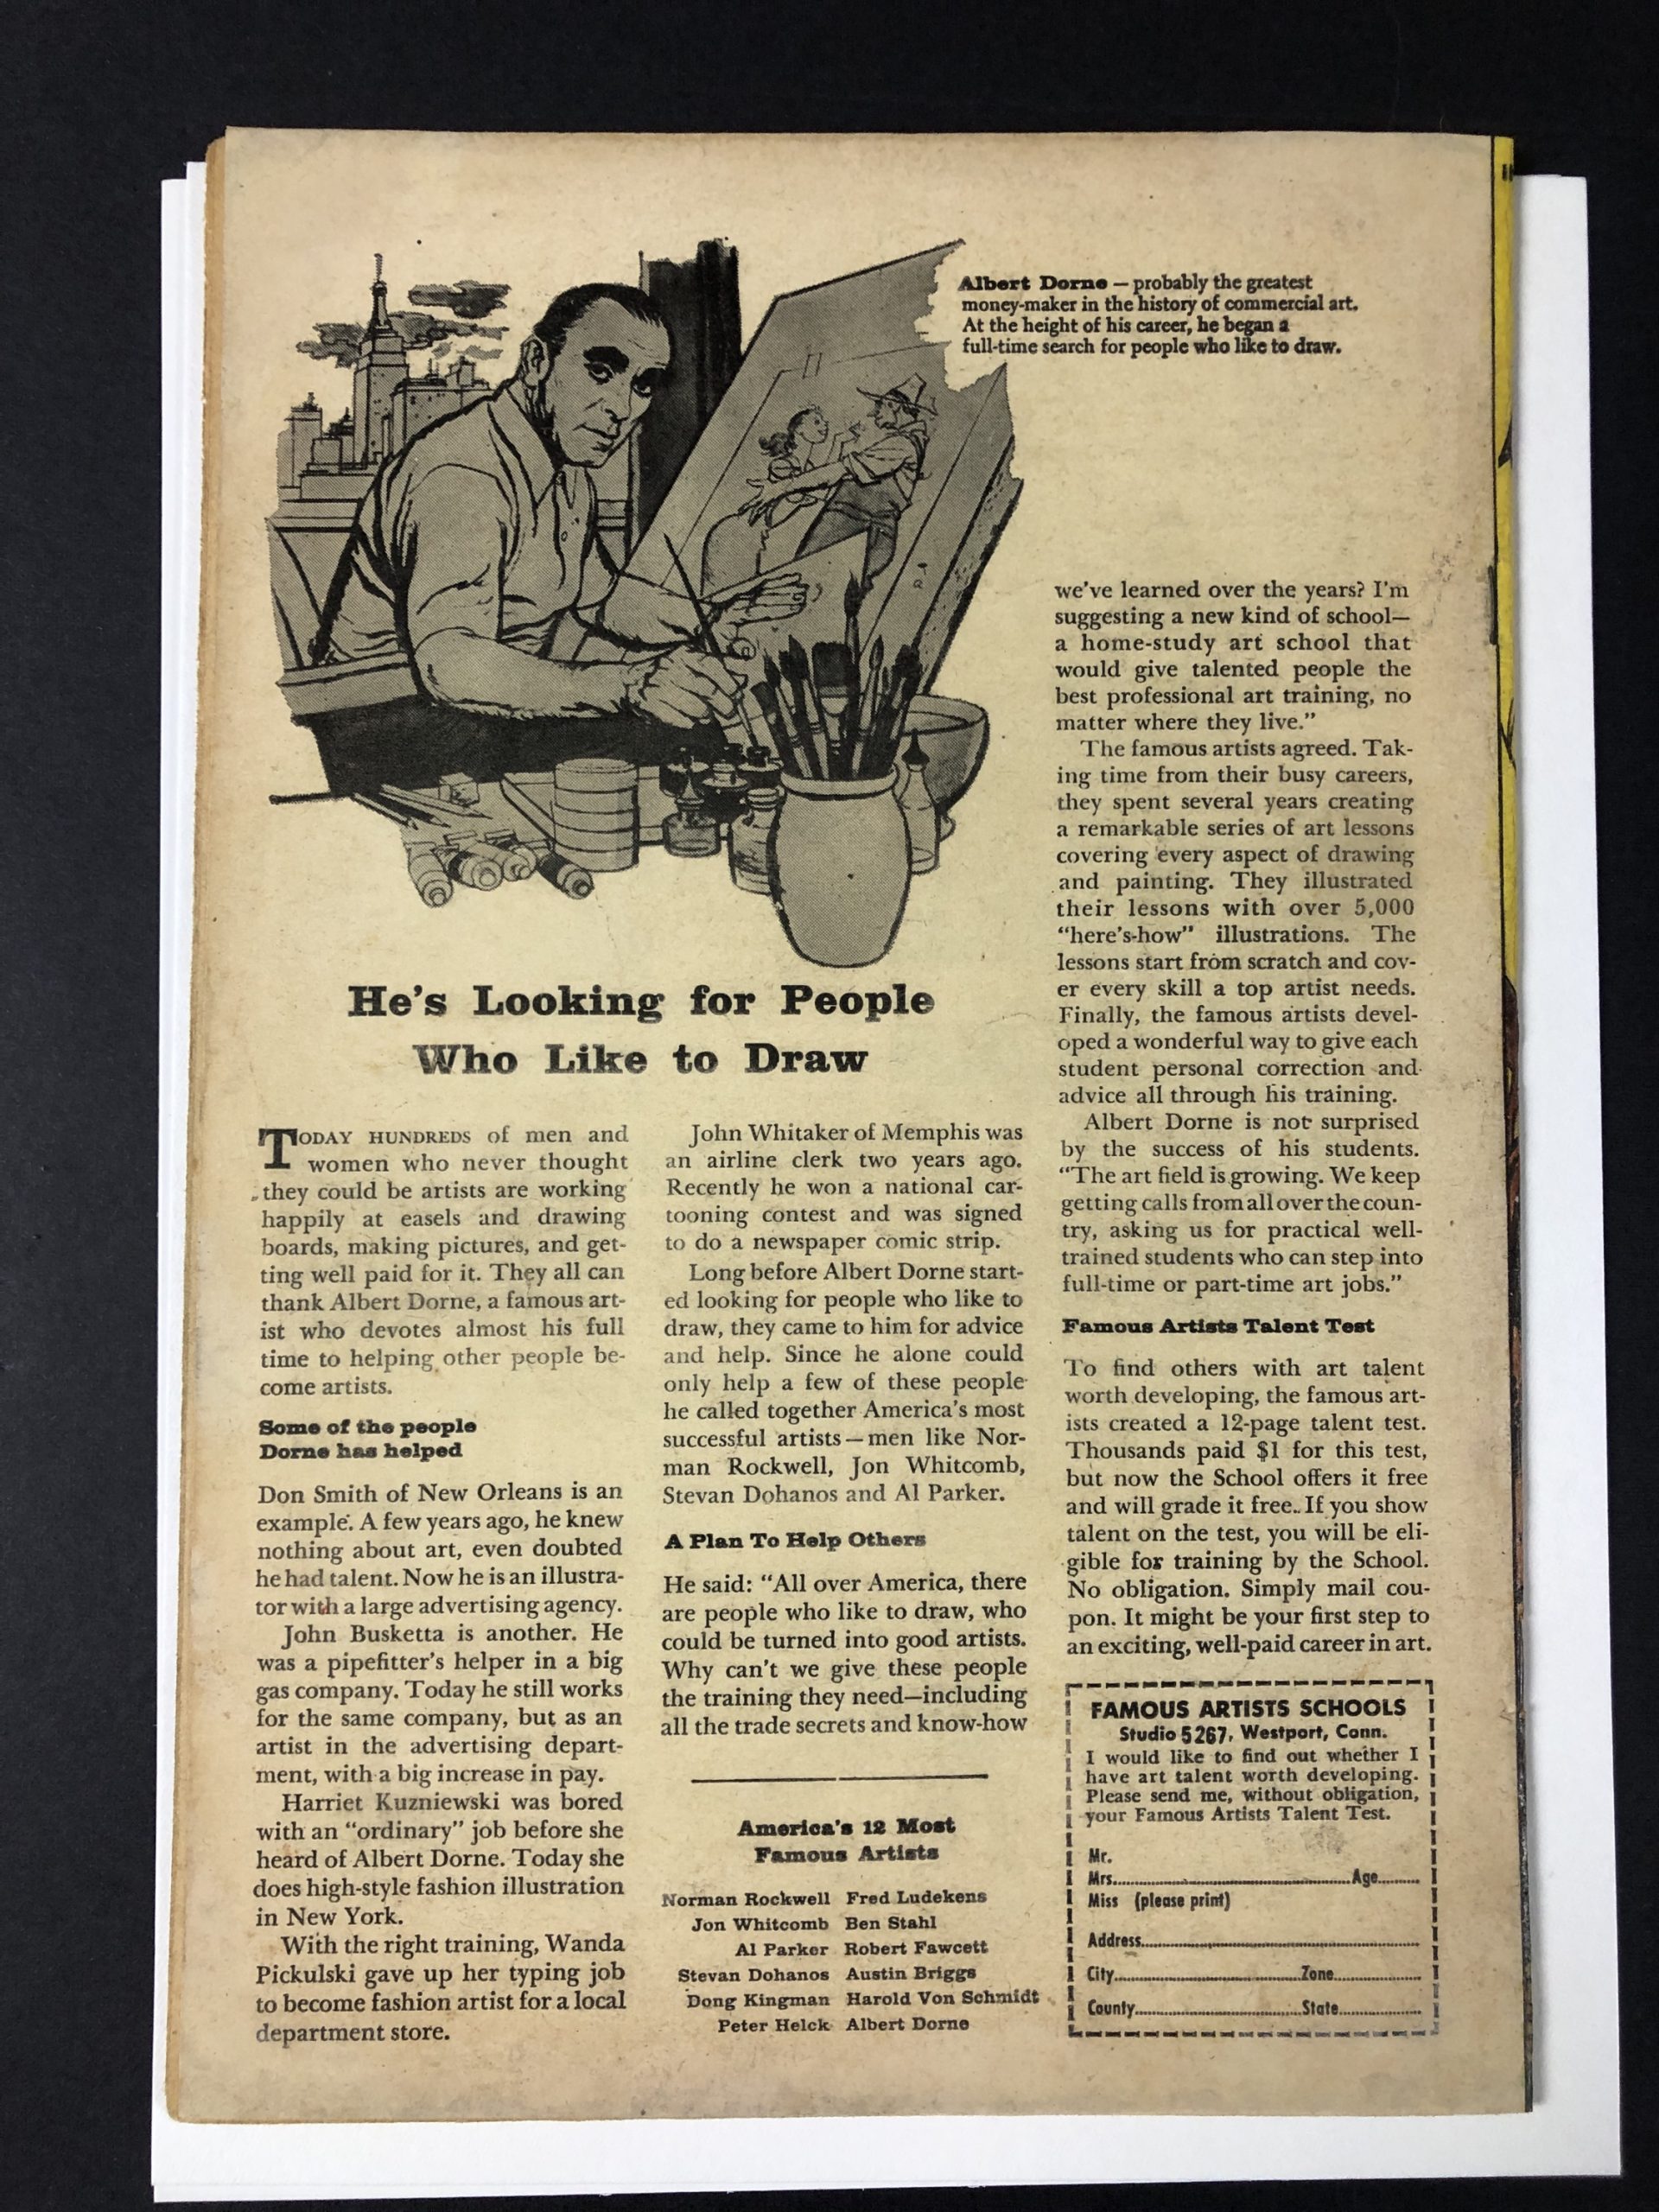 Albert Dorne — probably the greatest
money-maker in the history of commercial art.
At the height of his career, he began a
full-time search for people who like to draw.
He's Looking for People
Who Like to Draw
TODAY HUNDREDS of men and
women who never thought
they could be artists are working
happily at easels and drawing
boards, making pictures, and get-
ting well paid for it. They all can
thank Albert Dorne, a famous art-
ist who devotes almost his full
time to helping other people be-
come artists.
Some of the people
Dorne has helped
Don Smith of New Orleans is an
example. A few years ago, he knew
nothing about art, even doubted
he had talent. Now he is an illustra-
tor with a large advertising agency.
John Busketta is another. He
was a pipefitter's helper in a big
gas company. Today he still works
for the same company, but as an
artist in the advertising depart-
ment, with a big increase in pay.
Harriet Kuzniewski was bored
with an "ordinary" job before she
heard of Albert Dorne. Today she
does high-style fashion illustration
in New York.
With the right training, Wanda
Pickulski gave up her typing job
to become fashion artist for a local
department store.
John Whitaker of Memphis was
an airline clerk two years ago.
Recently he won a national car-
tooning contest and was signed
to do a newspaper comic strip.
Long before Albert Dorne start-
ed looking for people who like to
draw, they came to him for advice
and help. Since he alone could
only help a few of these people
he called together America's most
successful artists—men like Nor-
man Rockwell, Jon Whitcomb,
Stevan Dohanos and Al Parker.
A Plan To Help Others
He said: "All over America, there
are people who like to draw, who
could be turned into good artists.
Why can't we give these people
the training they need—including
all the trade secrets and know-how
America's 12 Most
Famous Artists
Norman Rockwell Fred Ludekens
Jon Whitcomb Ben Stahl
Al Parker Robert Fawcett
Stevan Dohanos Austin Briggs
Dong Kingman Harold Von Schmidt
Peter Helck Albert Dorne
we've learned over the years? I'm
suggesting a new kind of school—
a home-study art school that
would give talented people the
best professional art training, no
matter where they live."
The famous artists agreed. Tak-
ing time from their busy careers,
they spent several years creating
a remarkable series of art lessons
covering every aspect of drawing
and painting. They illustrated
their lessons with over 5,000
"here's-how" illustrations. The
lessons start from scratch and cov-
er every skill a top artist needs.
Finally, the famous artists devel-
oped a wonderful way to give each
student personal correction and
advice all through his training.
Albert Dorne is not surprised
by the success of his students.
"The art field is growing. We keep
getting calls from all over the coun-
try, asking us for practical well-
trained students who can step into
full-time or part-time art jobs."
Famous Artists Talent Test
To find others with art talent
worth developing, the famous art-
ists created a 12-page talent test.
Thousands paid $1 for this test,
but now the School offers it free
and will grade it free. If you show
talent on the test, you will be eli-
gible for training by the School.
No obligation. Simply mail cou-
pon. It might be your first step to
an exciting, well-paid career in art.
FAMOUS ARTISTS SCHOOLS
Studio 5267, Westport, Conn.
I would like to find out whether I
have art talent worth developing.
Please send me, without obligation,
your Famous Artists Talent Test.
Mr.
Mrs. Age
Miss (please print)
Address
City Zone
County State